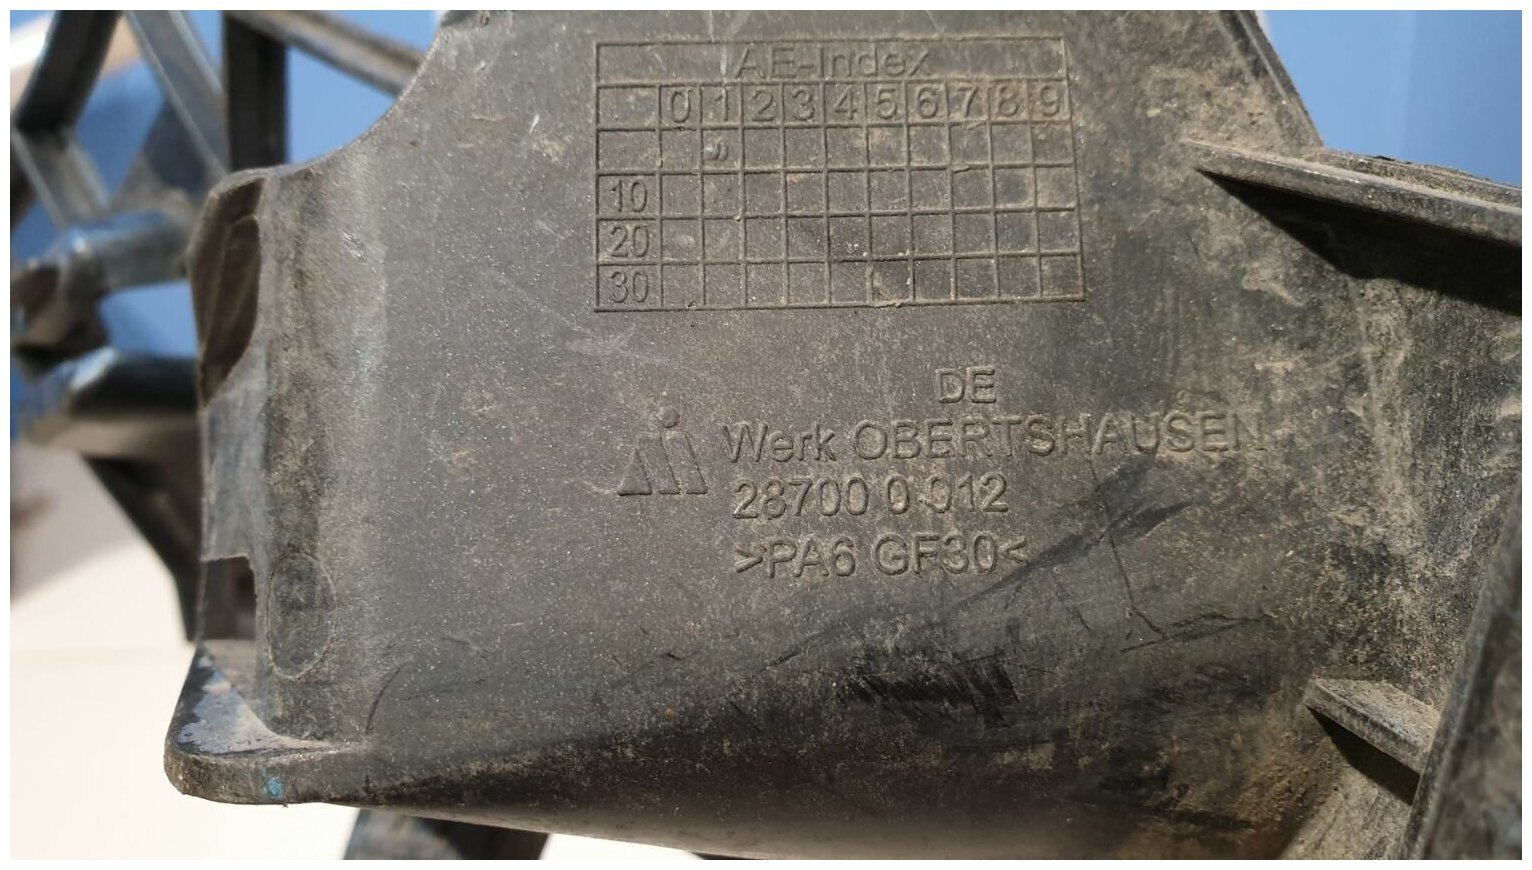 AE-Index
0 1 2 3 4 5 6 7 8 9
10
20
30
DE
Werk OBERTSHAUSEN
28700 0 012
>PA6 GF30<